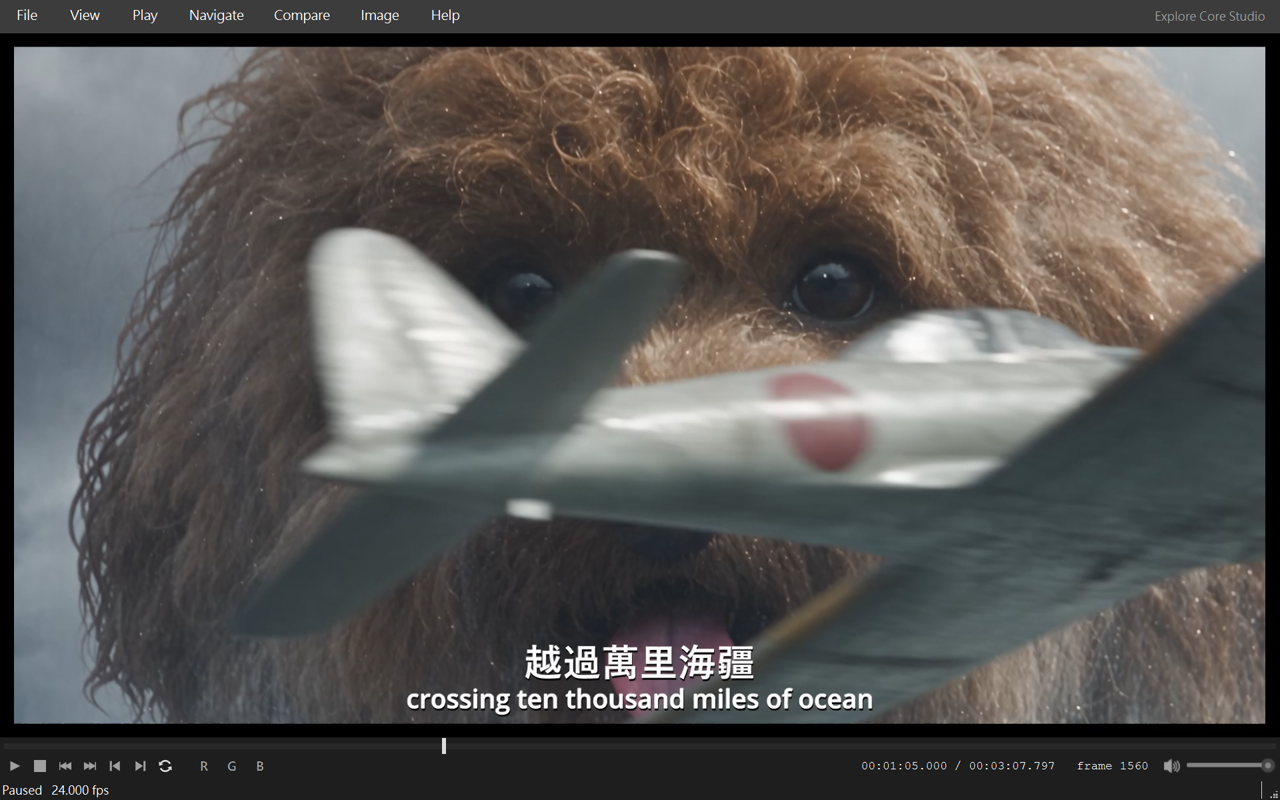 File View Play Navigate Compare Image Help Explore Core Studio
越過萬里海疆
crossing ten thousand miles of ocean
R G B 00:01:05.000 / 00:03:07.797 frame 1560
Paused 24.000 fps